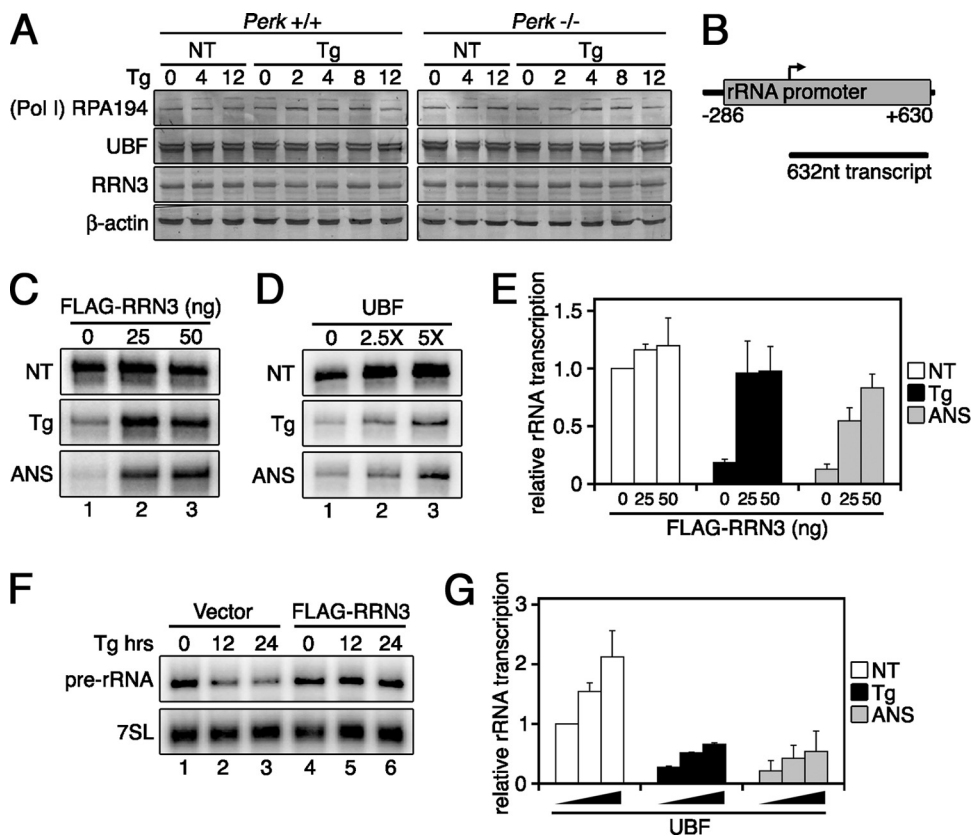 A
Perk +/+
Perk -/-
NT
Tg
NT
Tg
Tg 0 4 12 0 2 4 8 12 0 4 12 0 2 4 8 12
(Pol I) RPA194
UBF
RRN3
β-actin
B
rRNA promoter
-286 +630
632nt transcript
C
FLAG-RRN3 (ng)
0 25 50
NT
Tg
ANS
1 2 3
D
UBF
0 2.5X 5X
NT
Tg
ANS
1 2 3
E
relative rRNA transcription
1.5
1.0
0.5
0
0 25 50 0 25 50 0 25 50
FLAG-RRN3 (ng)
NT
Tg
ANS
F
Vector FLAG-RRN3
Tg hrs 0 12 24 0 12 24
pre-rRNA
7SL
1 2 3 4 5 6
G
relative rRNA transcription
3
2
1
0
UBF
NT
Tg
ANS